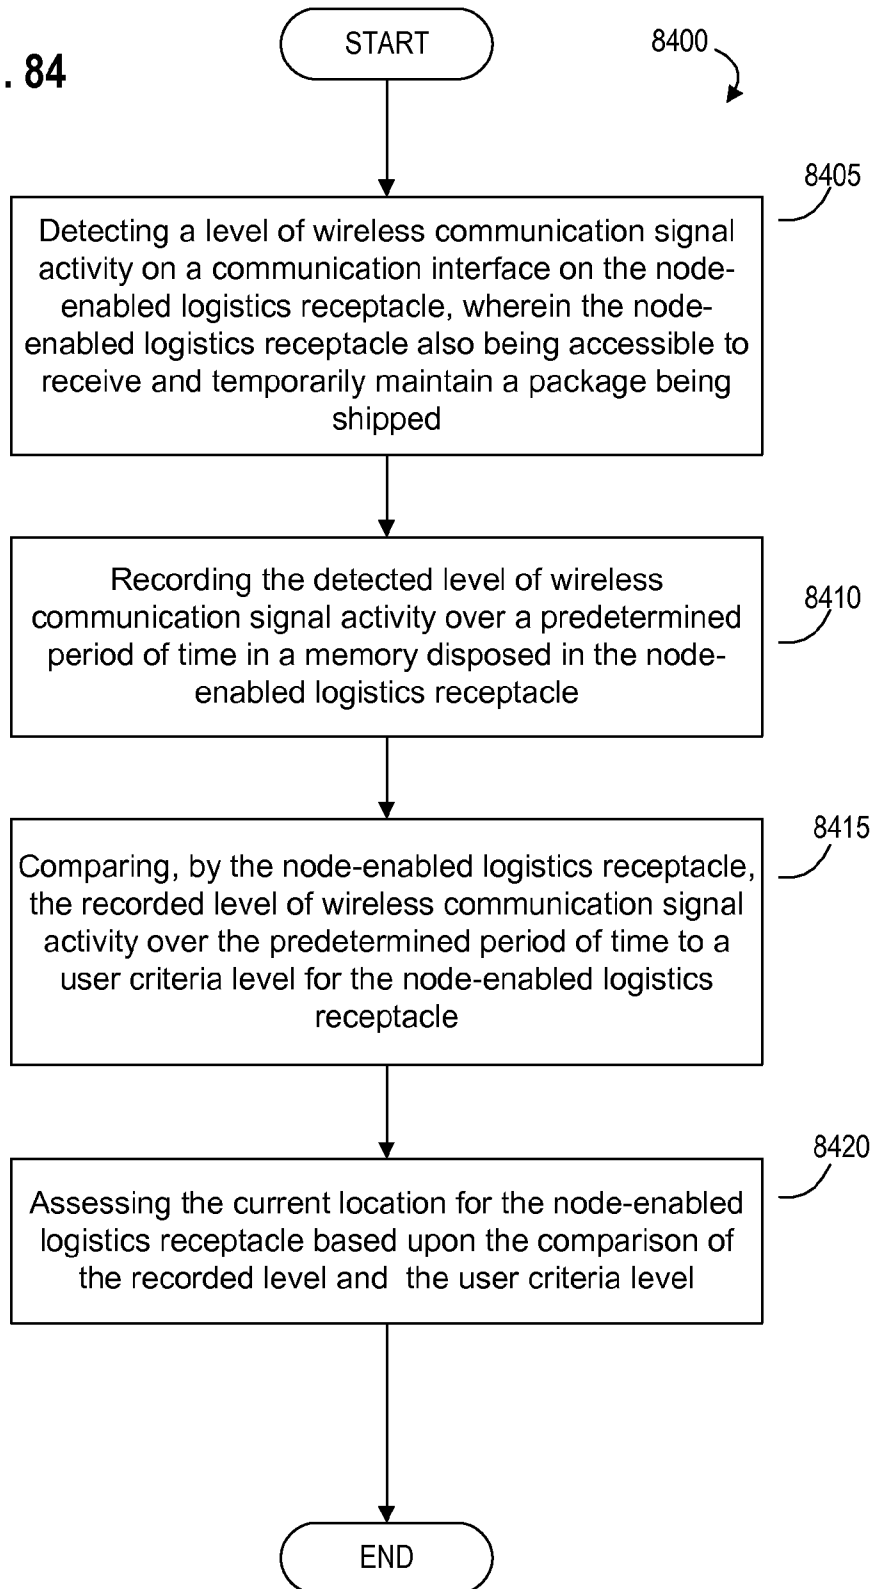 START
8400
. 84
8405
Detecting a level of wireless communication signal
activity on a communication interface on the node-
enabled logistics receptacle, wherein the node-
enabled logistics receptacle also being accessible to
receive and temporarily maintain a package being
shipped
8410
Recording the detected level of wireless
communication signal activity over a predetermined
period of time in a memory disposed in the node-
enabled logistics receptacle
8415
Comparing, by the node-enabled logistics receptacle,
the recorded level of wireless communication signal
activity over the predetermined period of time to a
user criteria level for the node-enabled logistics
receptacle
8420
Assessing the current location for the node-enabled
logistics receptacle based upon the comparison of
the recorded level and  the user criteria level
END